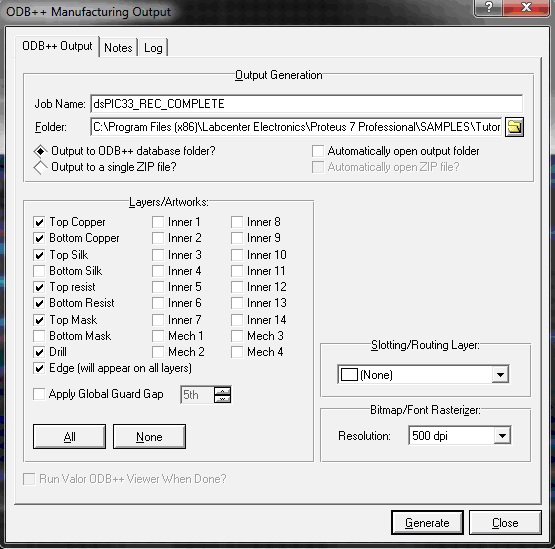 ODB++ Manufacturing Output
?
ODB++ Output Notes Log
Output Generation
Job Name: dsPIC33_REC_COMPLETE
Folder: C:\Program Files (x86)\Labcenter Electronics\Proteus 7 Professional\SAMPLES\Tutor
Output to ODB++ database folder? Automatically open output folder
Output to a single ZIP file? Automatically open ZIP file?
Layers/Artworks:
Top Copper Inner 1 Inner 8
Bottom Copper Inner 2 Inner 9
Top Silk Inner 3 Inner 10
Bottom Silk Inner 4 Inner 11
Top resist Inner 5 Inner 12
Bottom Resist Inner 6 Inner 13
Top Mask Inner 7 Inner 14
Bottom Mask Mech 1 Mech 3
Drill Mech 2 Mech 4
Edge (will appear on all layers)
Apply Global Guard Gap 5th
All None
Slotting/Routing Layer:
(None)
Bitmap/Font Rasterizer:
Resolution: 500 dpi
Run Valor ODB++ Viewer When Done?
Generate Close